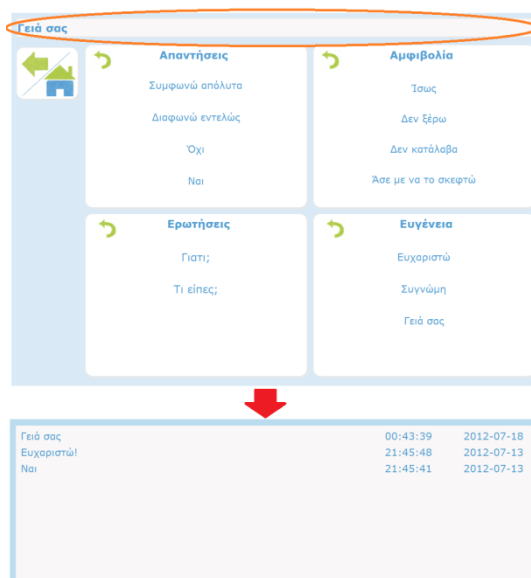 Γειά σας
Απαντήσεις
Συμφωνώ απόλυτα
Διαφωνώ εντελώς
Όχι
Ναι
Αμφιβολία
Ίσως
Δεν ξέρω
Δεν κατάλαβα
Άσε με να το σκεφτώ
Ερωτήσεις
Γιατι;
Τι είπες;
Ευγένεια
Ευχαριστώ
Συγνώμη
Γειά σας
Γειά σας 00:43:39 2012-07-18
Ευχαριστώ! 21:45:48 2012-07-13
Ναι 21:45:41 2012-07-13